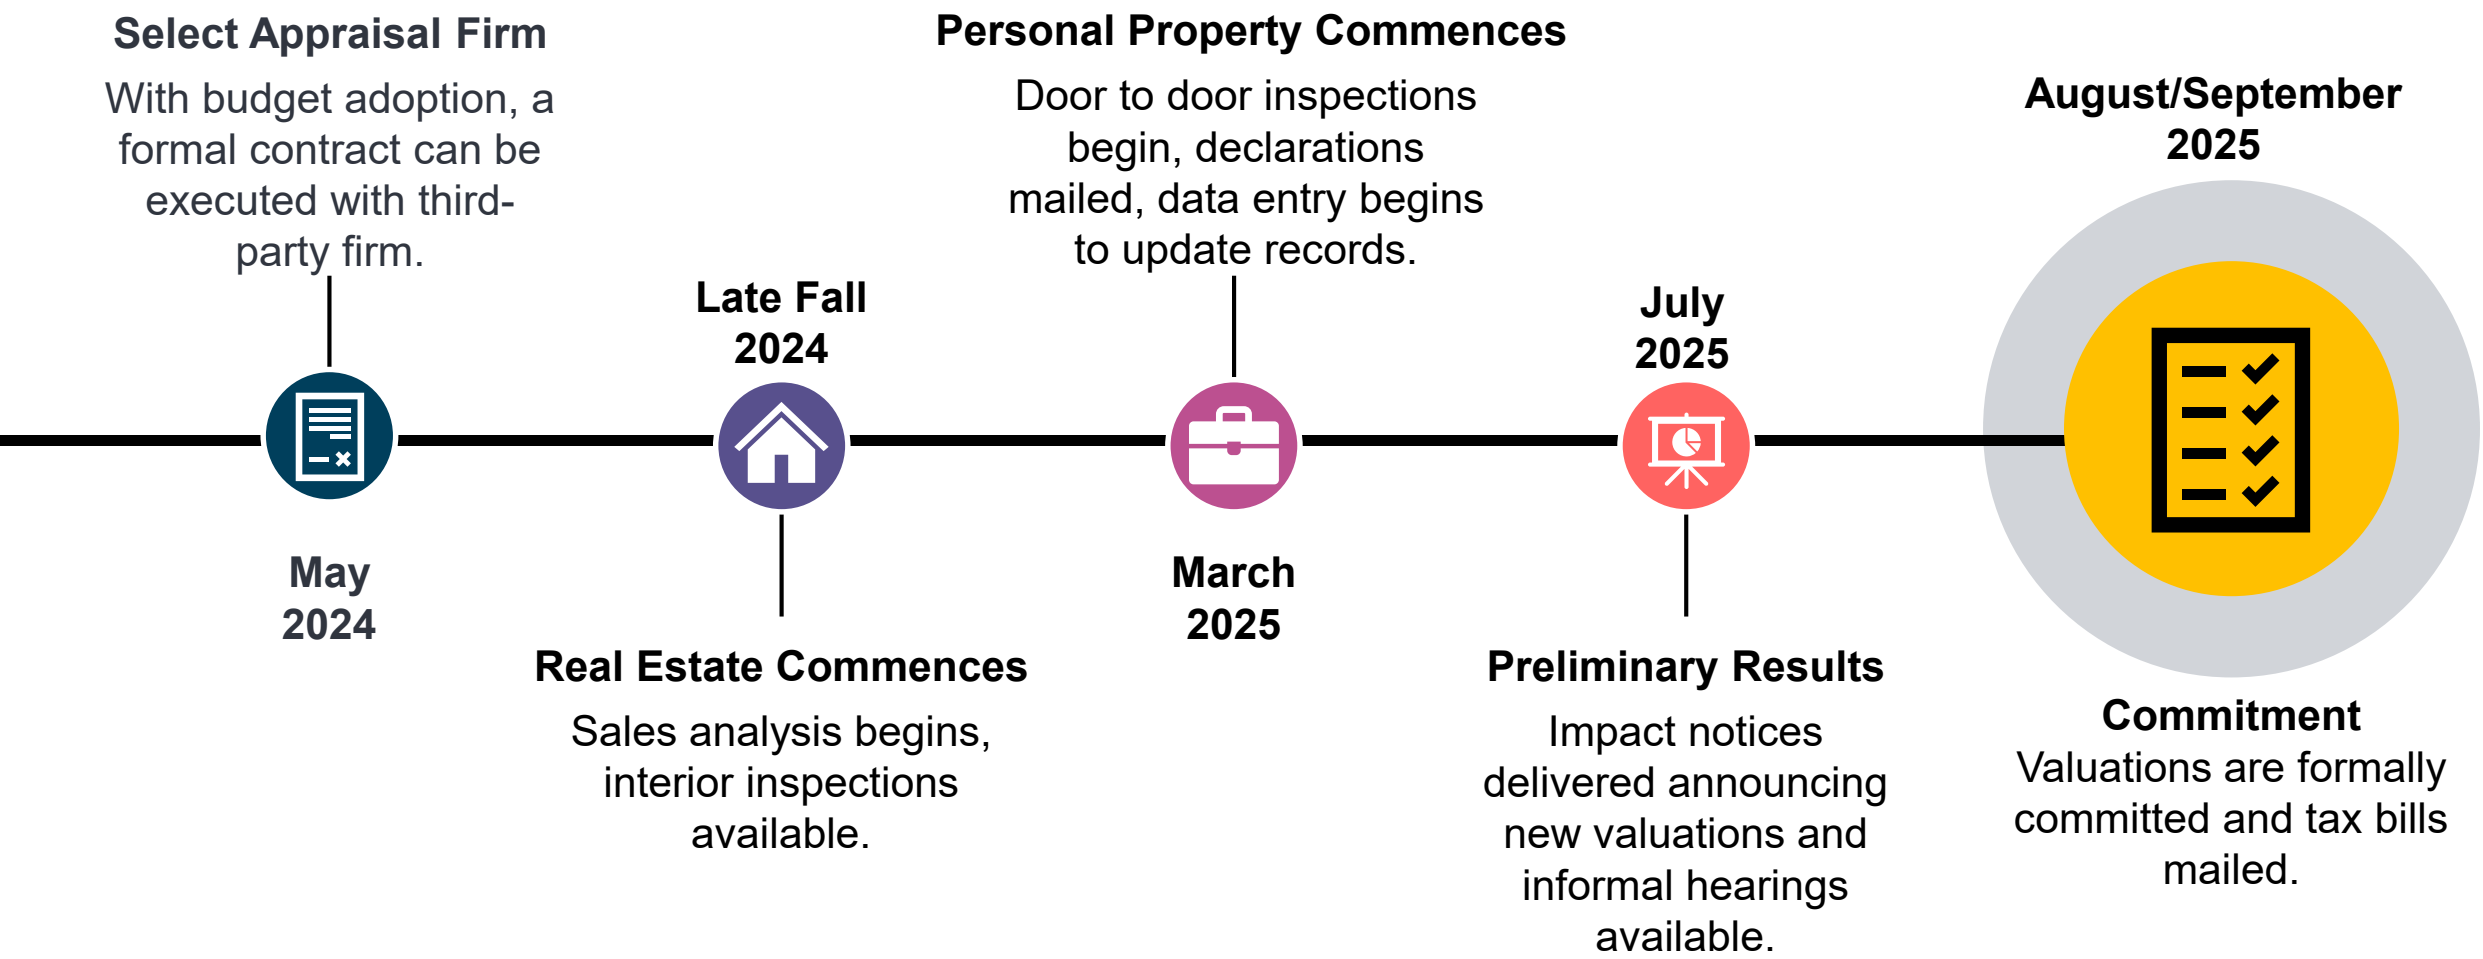 Select Appraisal Firm
With budget adoption, a
formal contract can be
executed with third-
party firm.
May
2024
Late Fall
2024
Real Estate Commences
Sales analysis begins,
interior inspections
available.
Personal Property Commences
Door to door inspections
begin, declarations
mailed, data entry begins
to update records.
March
2025
July
2025
Preliminary Results
Impact notices
delivered announcing
new valuations and
informal hearings
available.
August/September
2025
Commitment
Valuations are formally
committed and tax bills
mailed.